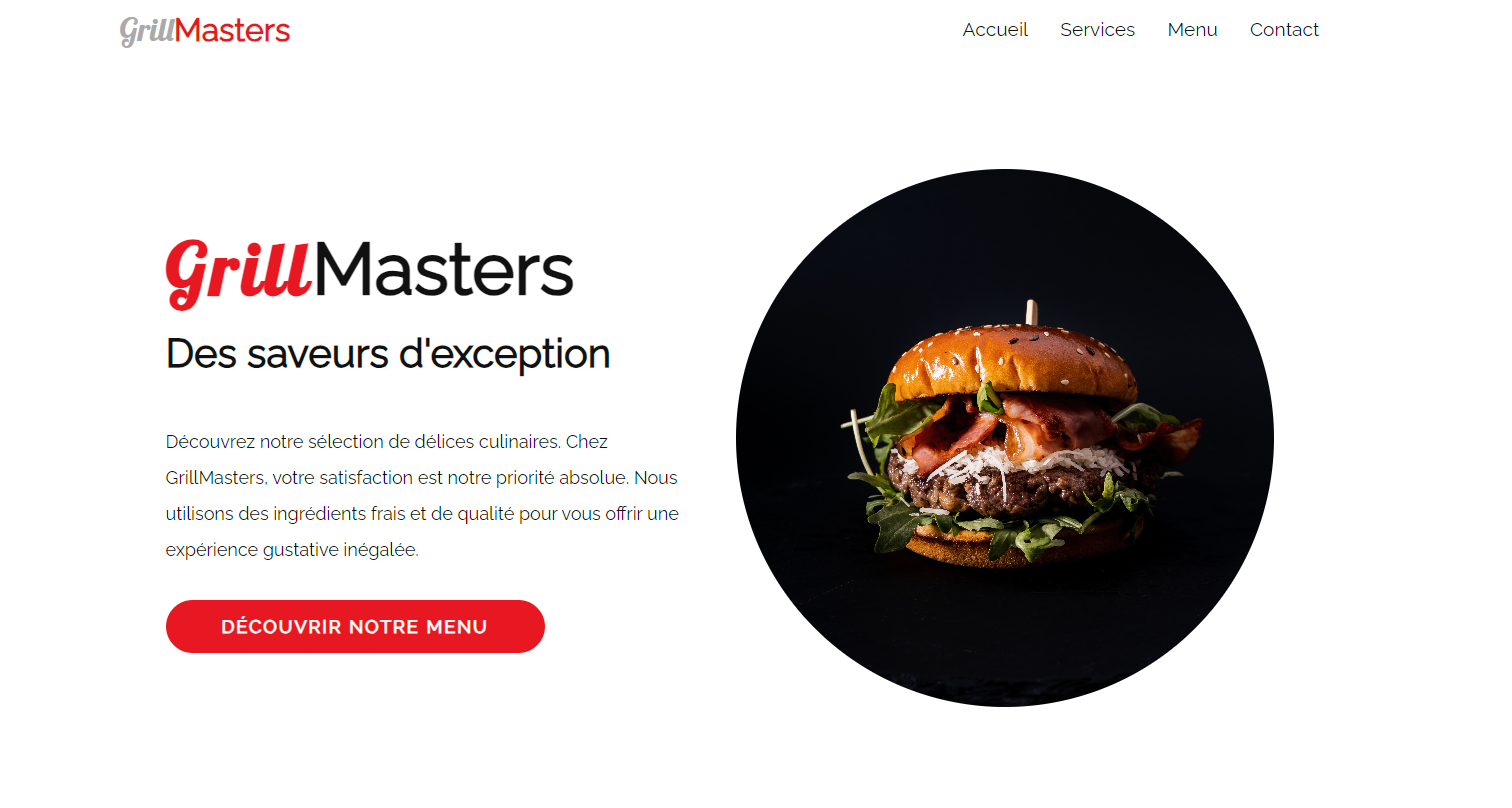 GrillMasters
Accueil Services Menu Contact
GrillMasters
Des saveurs d'exception
Découvrez notre sélection de délices culinaires. Chez
GrillMasters, votre satisfaction est notre priorité absolue. Nous
utilisons des ingrédients frais et de qualité pour vous offrir une
expérience gustative inégalée.
DÉCOUVRIR NOTRE MENU